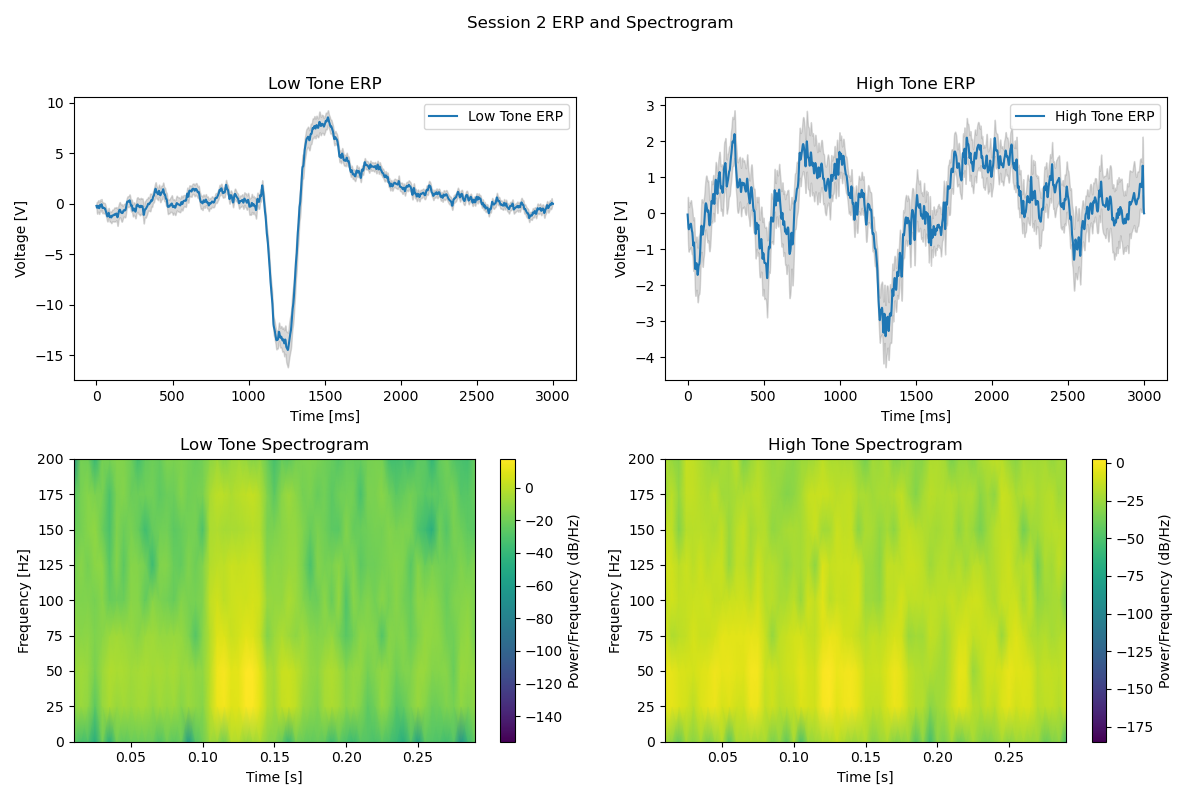 Session 2 ERP and Spectrogram
Low Tone ERP
Low Tone ERP
10
5
0
−5
−10
−15
Voltage [V]
0 500 1000 1500 2000 2500 3000
Time [ms]
High Tone ERP
High Tone ERP
3
2
1
0
−1
−2
−3
−4
Voltage [V]
0 500 1000 1500 2000 2500 3000
Time [ms]
Low Tone Spectrogram
200
175
150
125
100
75
50
25
0
Frequency [Hz]
0.05 0.10 0.15 0.20 0.25
Time [s]
0
−20
−40
−60
−80
−100
−120
−140
Power/Frequency (dB/Hz)
High Tone Spectrogram
200
175
150
125
100
75
50
25
0
Frequency [Hz]
0.05 0.10 0.15 0.20 0.25
Time [s]
0
−25
−50
−75
−100
−125
−150
−175
Power/Frequency (dB/Hz)